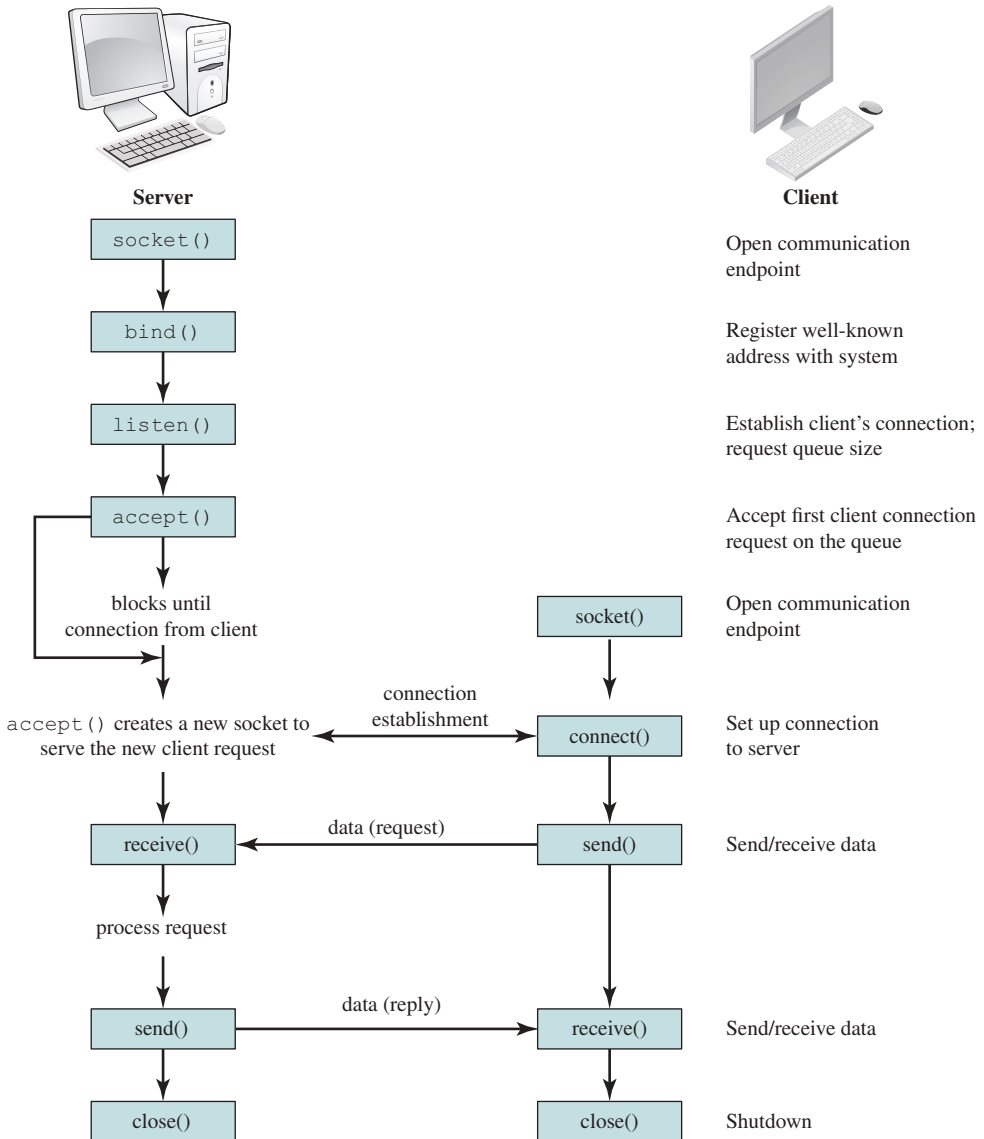 Server
Client
socket()
Open communication
endpoint
bind()
Register well-known
address with system
listen()
Establish client's connection;
request queue size
accept()
Accept first client connection
request on the queue
blocks until
connection from client
socket()
Open communication
endpoint
accept() creates a new socket to
serve the new client request
connection
establishment
connect()
Set up connection
to server
receive()
data (request)
send()
Send/receive data
process request
send()
data (reply)
receive()
Send/receive data
close()
close()
Shutdown